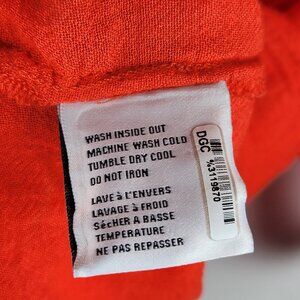 WASH INSIDE OUT
MACHINE WASH COLD
TUMBLE DRY COOL
DO NOT IRON
LAVE À L'ENVERS
LAVAGE À FROID
SÉCHER A BASSE
TEMPERATURE
NE PAS REPASSER
DGC
43119870